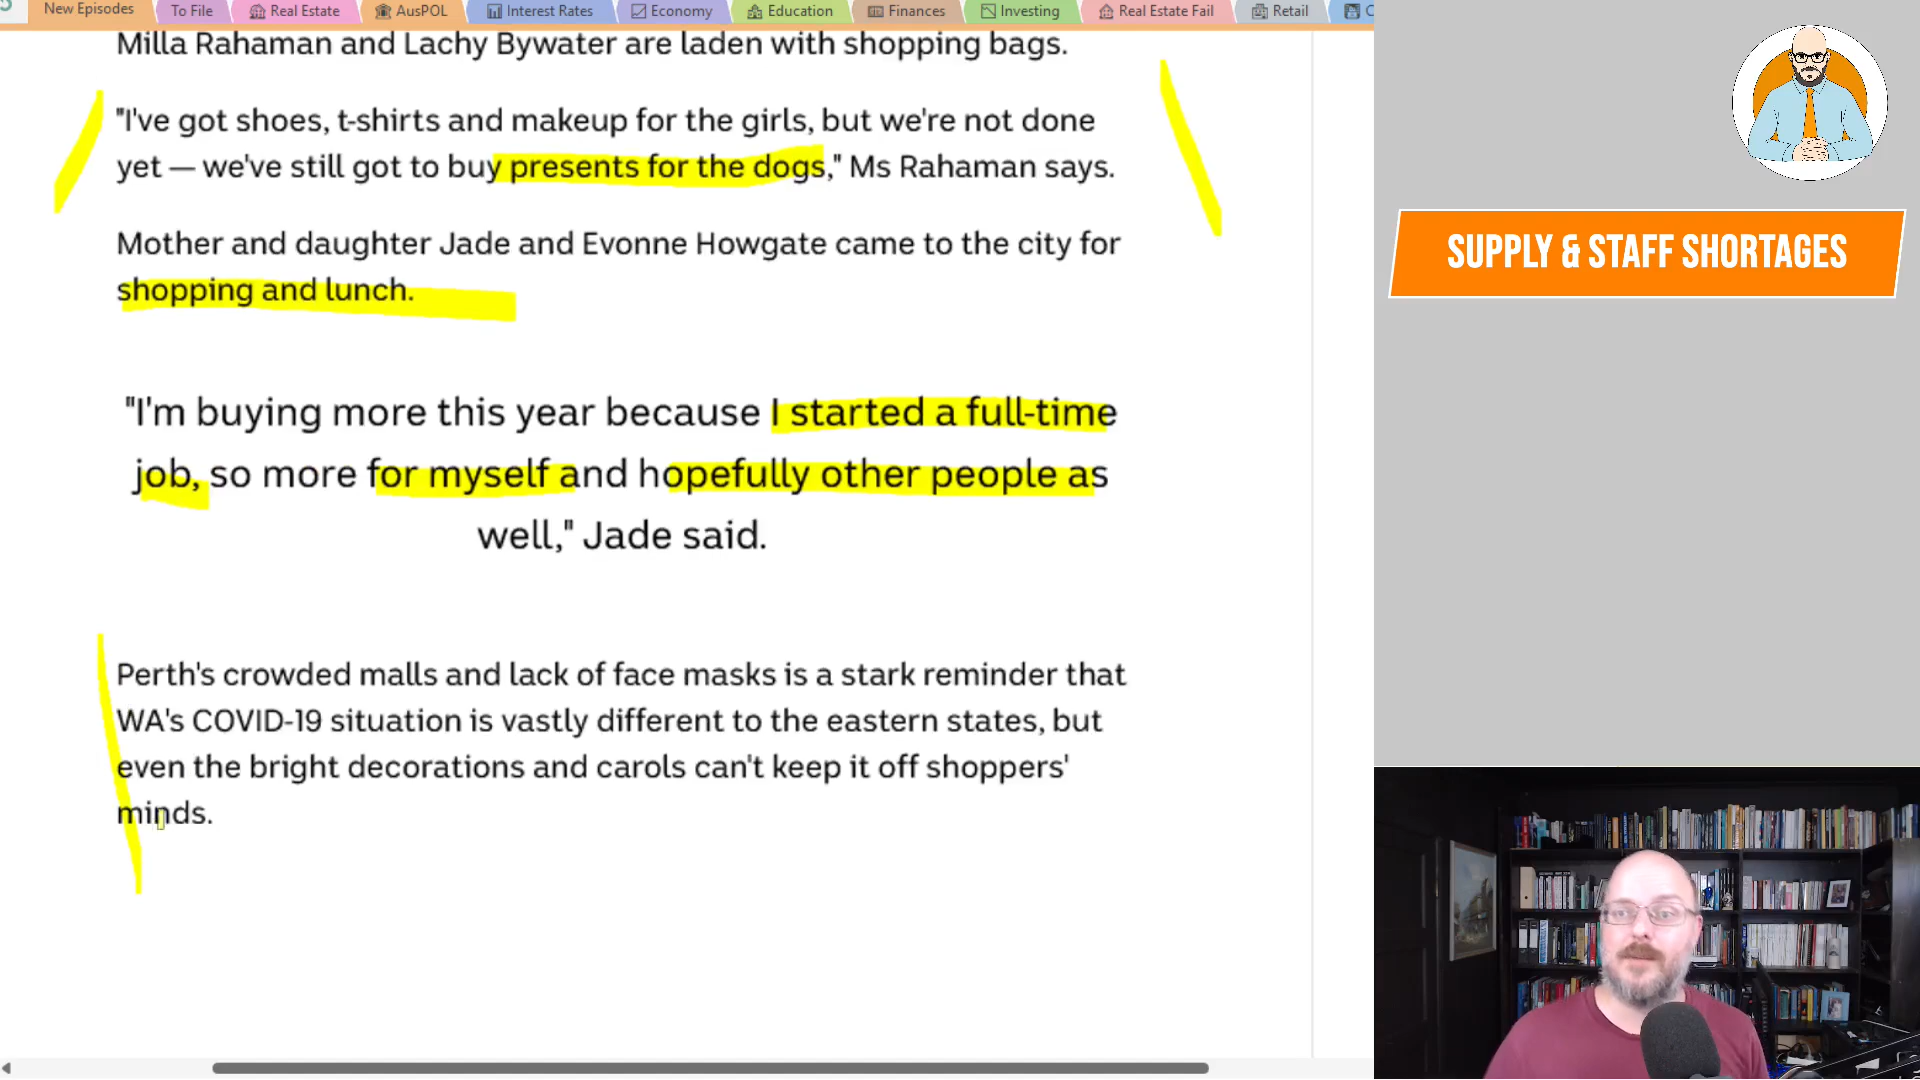 New Episodes
To File
Real Estate
AusPOL
Interest Rates
Economy
Education
Finances
Investing
Real Estate Fail
Retail
Milla Rahaman and Lachy Bywater are laden with shopping bags.
"I've got shoes, t-shirts and makeup for the girls, but we're not done
yet — we've still got to buy presents for the dogs," Ms Rahaman says.
Mother and daughter Jade and Evonne Howgate came to the city for
shopping and lunch.
"I'm buying more this year because I started a full-time
job, so more for myself and hopefully other people as
well," Jade said.
Perth's crowded malls and lack of face masks is a stark reminder that
WA's COVID-19 situation is vastly different to the eastern states, but
even the bright decorations and carols can't keep it off shoppers'
minds.
SUPPLY & STAFF SHORTAGES